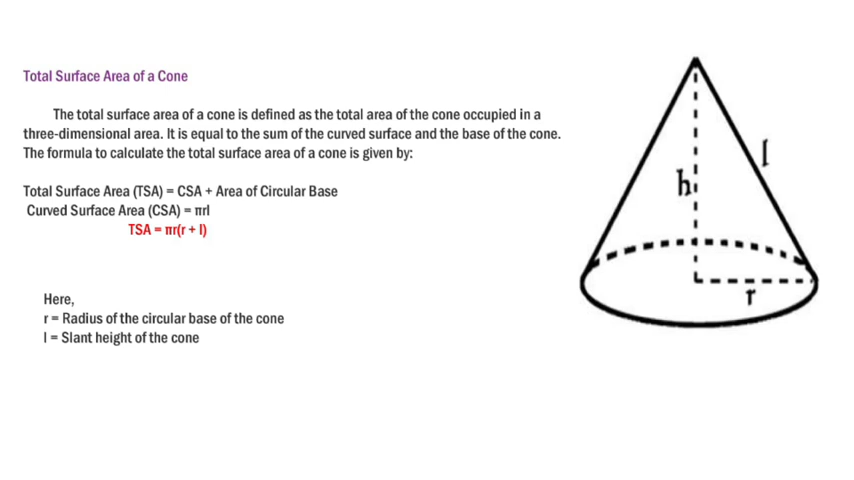 Total Surface Area of a Cone
The total surface area of a cone is defined as the total area of the cone occupied in a
three-dimensional area. It is equal to the sum of the curved surface and the base of the cone.
The formula to calculate the total surface area of a cone is given by:
Total Surface Area (TSA) = CSA + Area of Circular Base
Curved Surface Area (CSA) = πrl
TSA = πr(r + l)
Here,
r = Radius of the circular base of the cone
l = Slant height of the cone
l
h
r